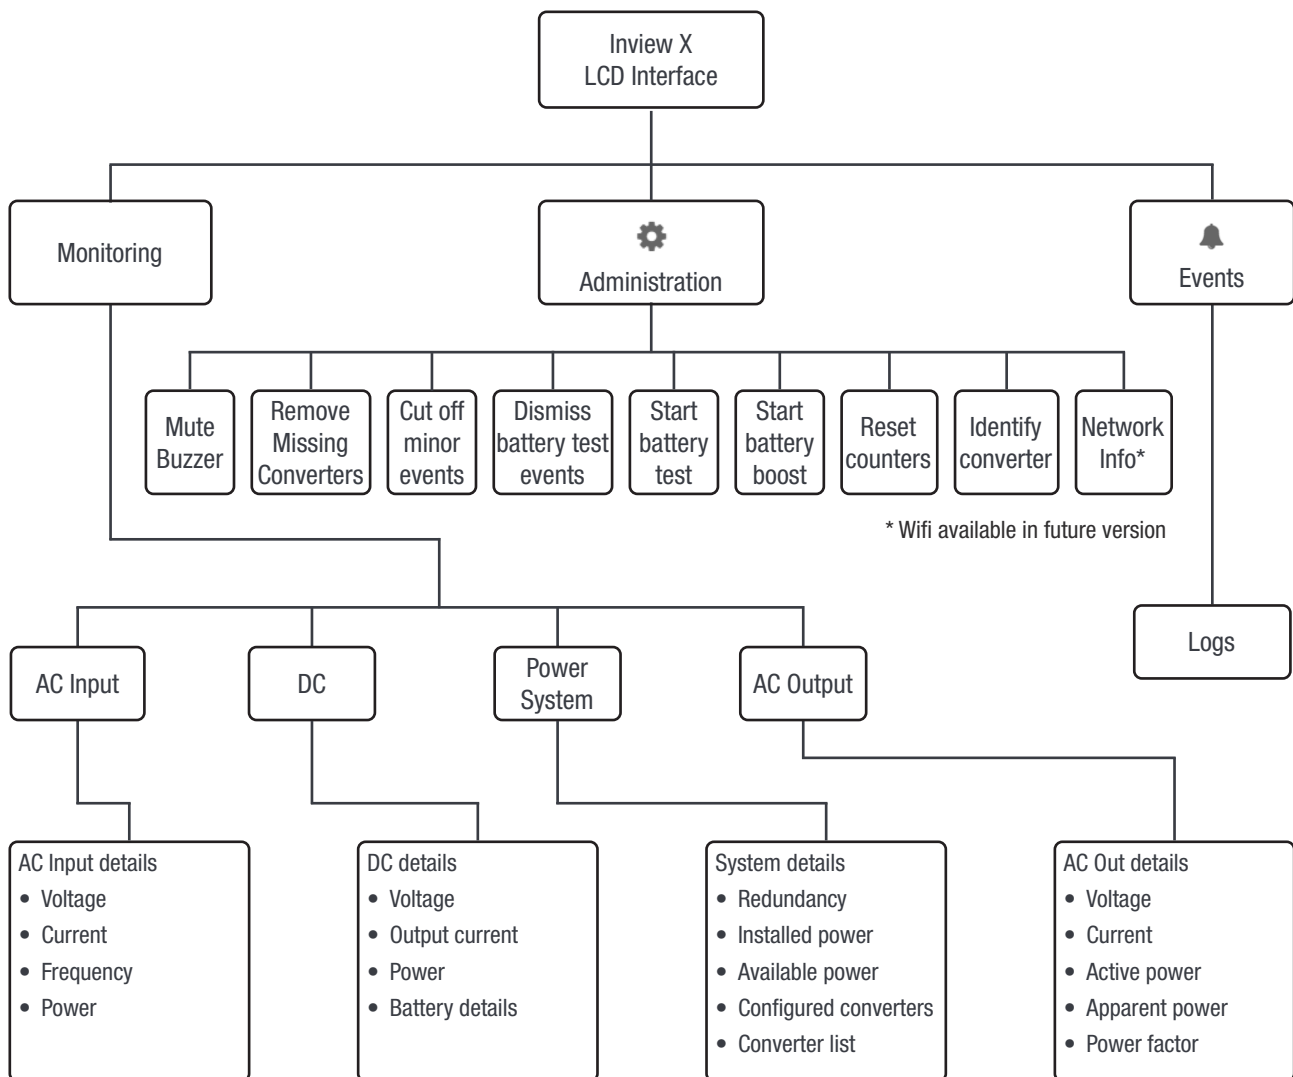 Inview X
LCD Interface
Monitoring
Administration
Events
Mute
Buzzer
Remove
Missing
Converters
Cut off
minor
events
Dismiss
battery test
events
Start
battery
test
Start
battery
boost
Reset
counters
Identify
converter
Network
Info*
* Wifi available in future version
Logs
AC Input
DC
Power
System
AC Output
AC Input details
• Voltage
• Current
• Frequency
• Power
DC details
• Voltage
• Output current
• Power
• Battery details
System details
• Redundancy
• Installed power
• Available power
• Configured converters
• Converter list
AC Out details
• Voltage
• Current
• Active power
• Apparent power
• Power factor